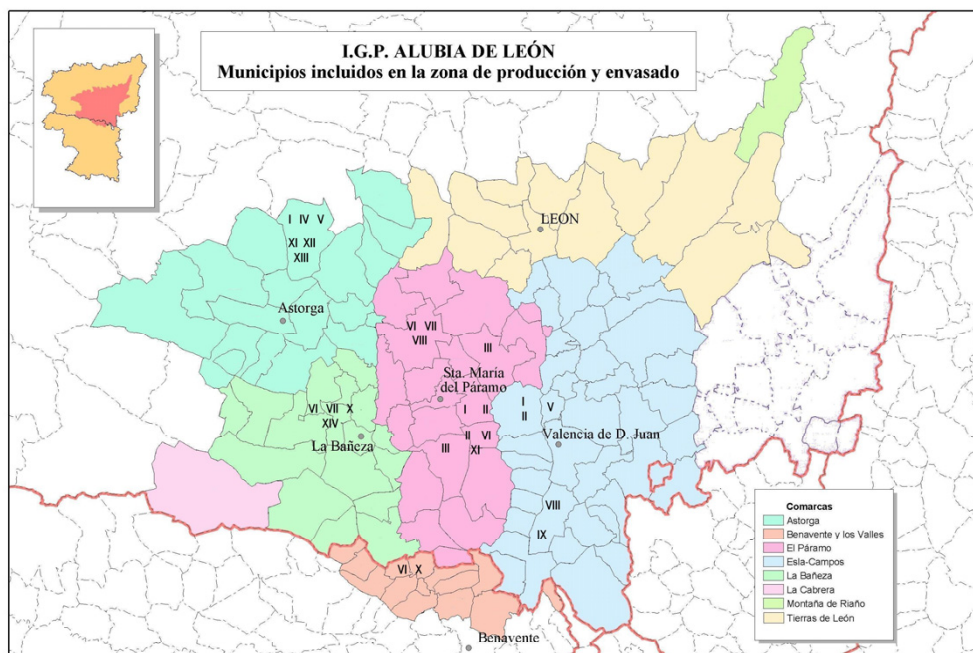 I.G.P. ALUBIA DE LEÓN
Municipios incluidos en la zona de producción y envasado
I IV V
XI XII
XIII
LEÓN
Astorga
VI VII
VIII
III
Sta. María
del Páramo
I II
I
II
V
VI VII X
XIV
La Bañeza
II VI
III
XI
Valencia de D. Juan
VIII
IX
VI X
Benavente
Comarcas
Astorga
Benavente y los Valles
El Páramo
Esla-Campos
La Bañeza
La Cabrera
Montaña de Riaño
Tierras de León